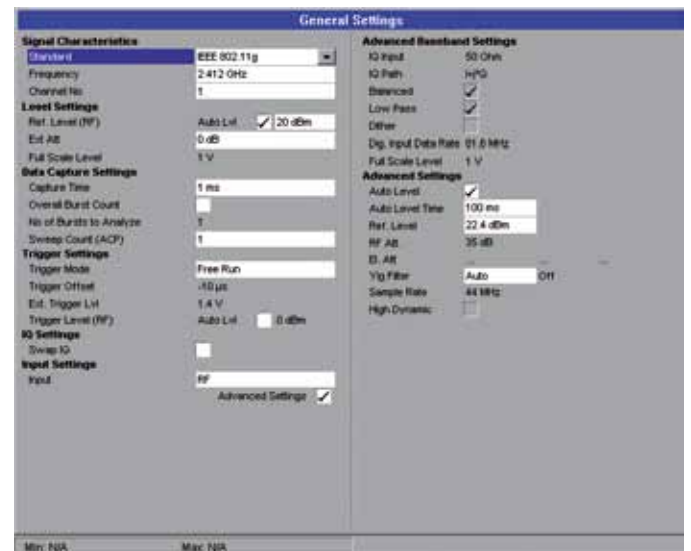 General Settings
Signal Characteristics
Standard IEEE 802.11g
Frequency 2.412 GHz
Channel No 1
Level Settings
Ref. Level (RF) Auto Lvl 20 dBm
Ext Att 0 dB
Full Scale Level 1 V
Data Capture Settings
Capture Time 1 ms
Overall Burst Count
No of Bursts to Analyze 1
Sweep Count (ACP) 1
Trigger Settings
Trigger Mode Free Run
Trigger Offset -10 µs
Ext. Trigger Lvl 1.4 V
Trigger Level (RF) Auto Lvl 0 dBm
IQ Settings
Swap IQ
Input Settings
Input RF
Advanced Settings
Advanced Baseband Settings
IQ Input 50 Ohm
IQ Path I+j*Q
Balanced
Low Pass
Dither
Dig. Input Data Rate 81.6 MHz
Full Scale Level 1 V
Advanced Settings
Auto Level
Auto Level Time 100 ms
Ref. Level 22.4 dBm
RF Att 35 dB
El. Att
Yig Filter Auto Off
Sample Rate 44 MHz
High Dynamic
Min: N/A Max: N/A